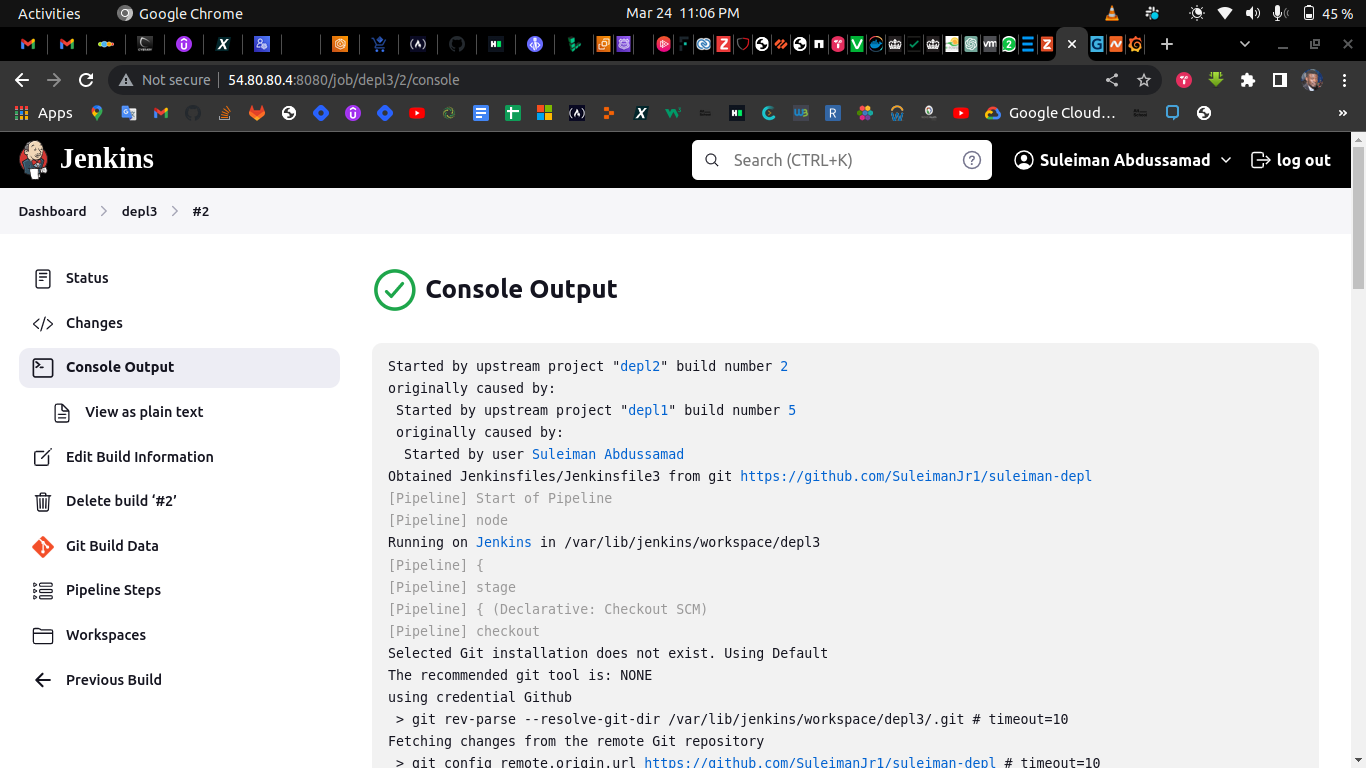 Activities Google Chrome Mar 24 11:06 PM 45 %
Not secure 54.80.80.4:8080/job/depl3/2/console
Apps Google Cloud… »
Jenkins Search (CTRL+K) Suleiman Abdussamad log out
Dashboard depl3 #2
Status
Changes
Console Output
View as plain text
Edit Build Information
Delete build ‘#2’
Git Build Data
Pipeline Steps
Workspaces
Previous Build
Console Output
Started by upstream project "depl2" build number 2
originally caused by:
Started by upstream project "depl1" build number 5
originally caused by:
Started by user Suleiman Abdussamad
Obtained Jenkinsfiles/Jenkinsfile3 from git https://github.com/SuleimanJr1/suleiman-depl
[Pipeline] Start of Pipeline
[Pipeline] node
Running on Jenkins in /var/lib/jenkins/workspace/depl3
[Pipeline] {
[Pipeline] stage
[Pipeline] { (Declarative: Checkout SCM)
[Pipeline] checkout
Selected Git installation does not exist. Using Default
The recommended git tool is: NONE
using credential Github
> git rev-parse --resolve-git-dir /var/lib/jenkins/workspace/depl3/.git # timeout=10
Fetching changes from the remote Git repository
> git config remote.origin.url https://github.com/SuleimanJr1/suleiman-depl # timeout=10